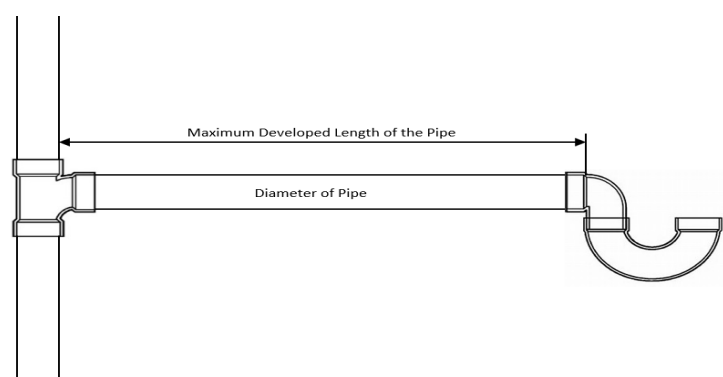 Maximum Developed Length of the Pipe
Diameter of Pipe